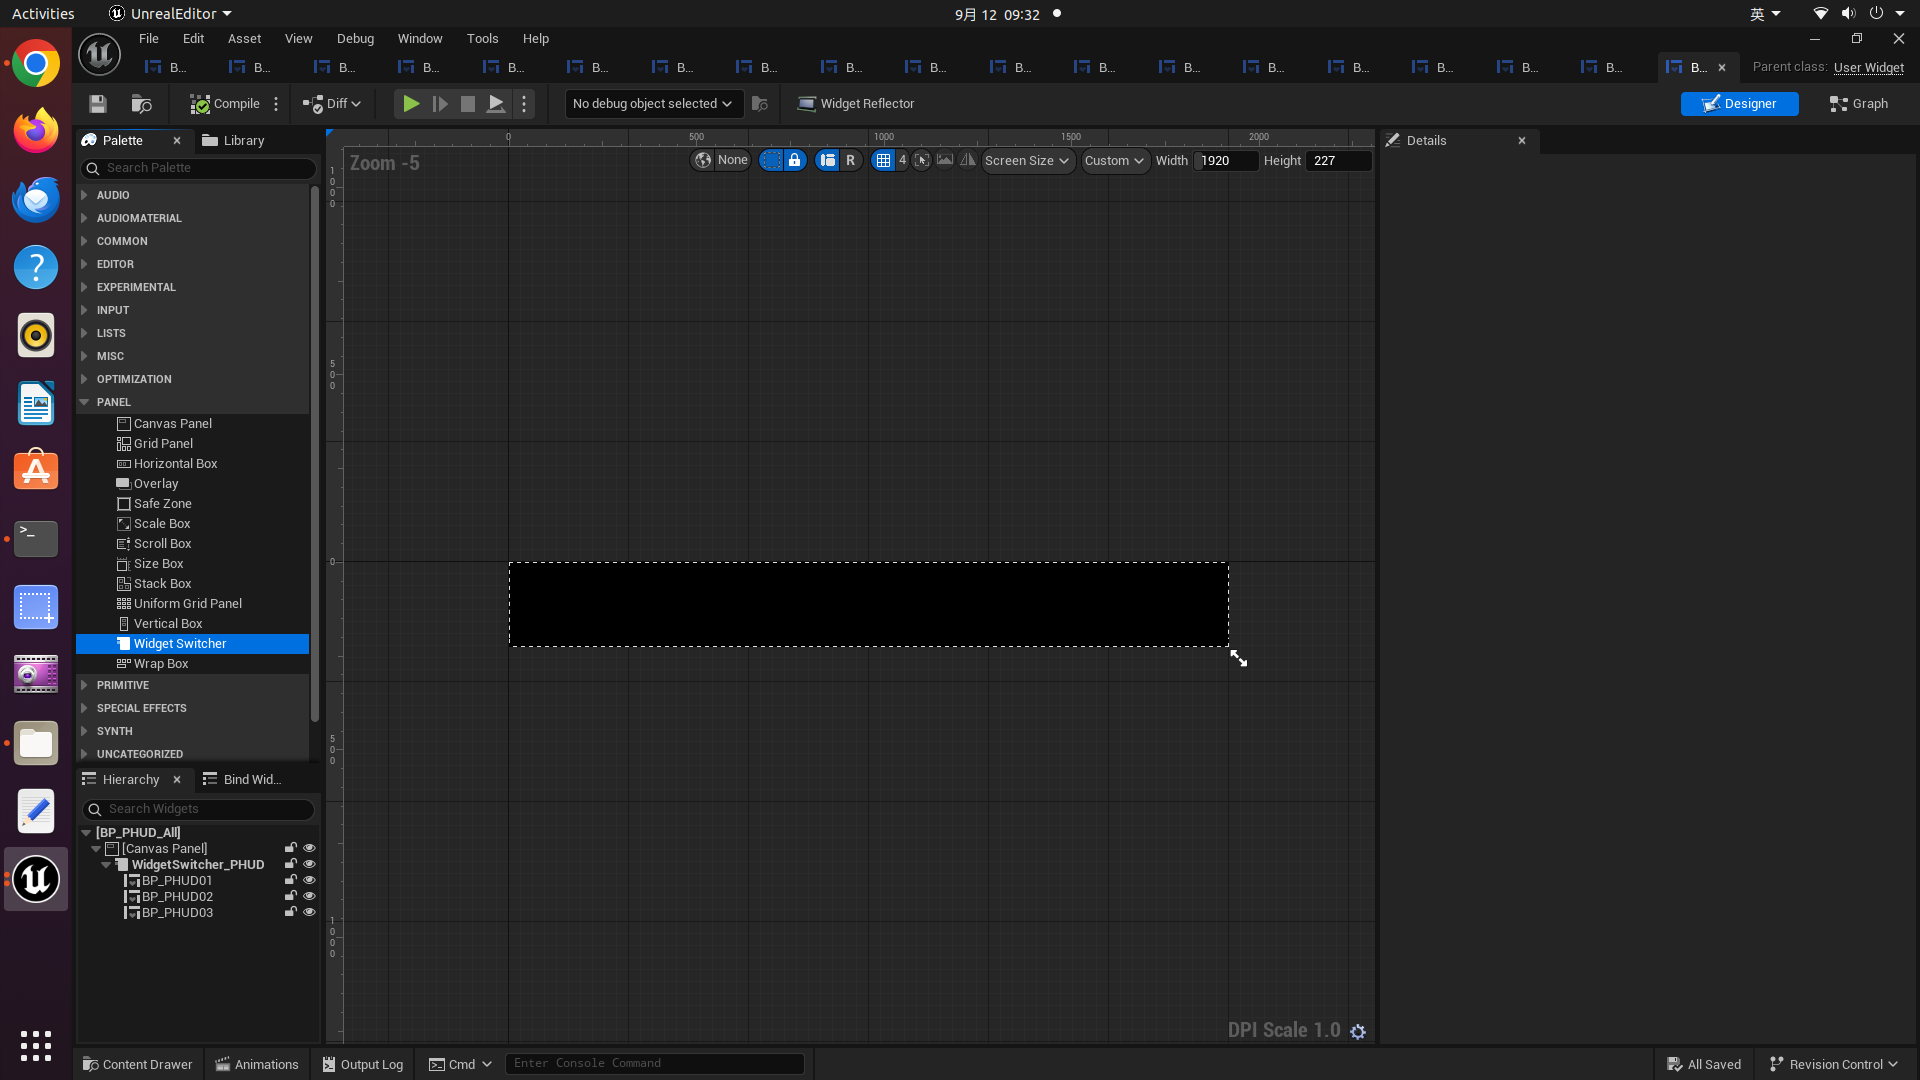 Activities
UnrealEditor
9月 12 09:32
英
File Edit Asset View Debug Window Tools Help
B... B... B... B... B... B... B... B... B... B... B... B... B... B... B... B... B... B... B...
Parent class: User Widget
Compile
Diff
No debug object selected
Widget Reflector
Designer
Graph
Palette
Library
Search Palette
AUDIO
AUDIOMATERIAL
COMMON
EDITOR
EXPERIMENTAL
INPUT
LISTS
MISC
OPTIMIZATION
PANEL
Canvas Panel
Grid Panel
Horizontal Box
Overlay
Safe Zone
Scale Box
Scroll Box
Size Box
Stack Box
Uniform Grid Panel
Vertical Box
Widget Switcher
Wrap Box
PRIMITIVE
SPECIAL EFFECTS
SYNTH
UNCATEGORIZED
Hierarchy
Bind Wid...
Search Widgets
[BP_PHUD_All]
[Canvas Panel]
WidgetSwitcher_PHUD
BP_PHUD01
BP_PHUD02
BP_PHUD03
0 500 1000 1500 2000
Zoom -5
None
R
4
Screen Size
Custom
Width 1920
Height 227
1000
500
0
500
1000
DPI Scale 1.0
Details
Content Drawer
Animations
Output Log
Cmd
Enter Console Command
All Saved
Revision Control